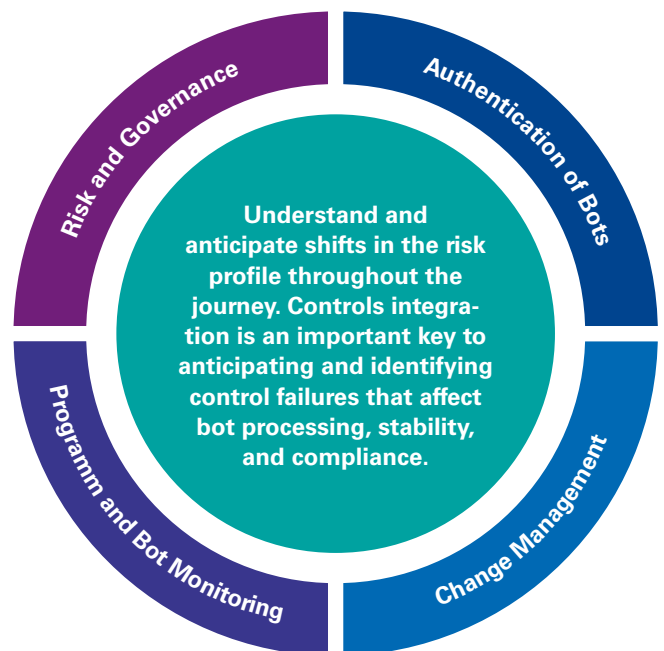 Risk and Governance
Authentication of Bots
Understand and
anticipate shifts in the risk
profile throughout the
journey. Controls integra-
tion is an important key to
anticipating and identifying
control failures that affect
bot processing, stability,
and compliance.
Programm and Bot Monitoring
Change Management